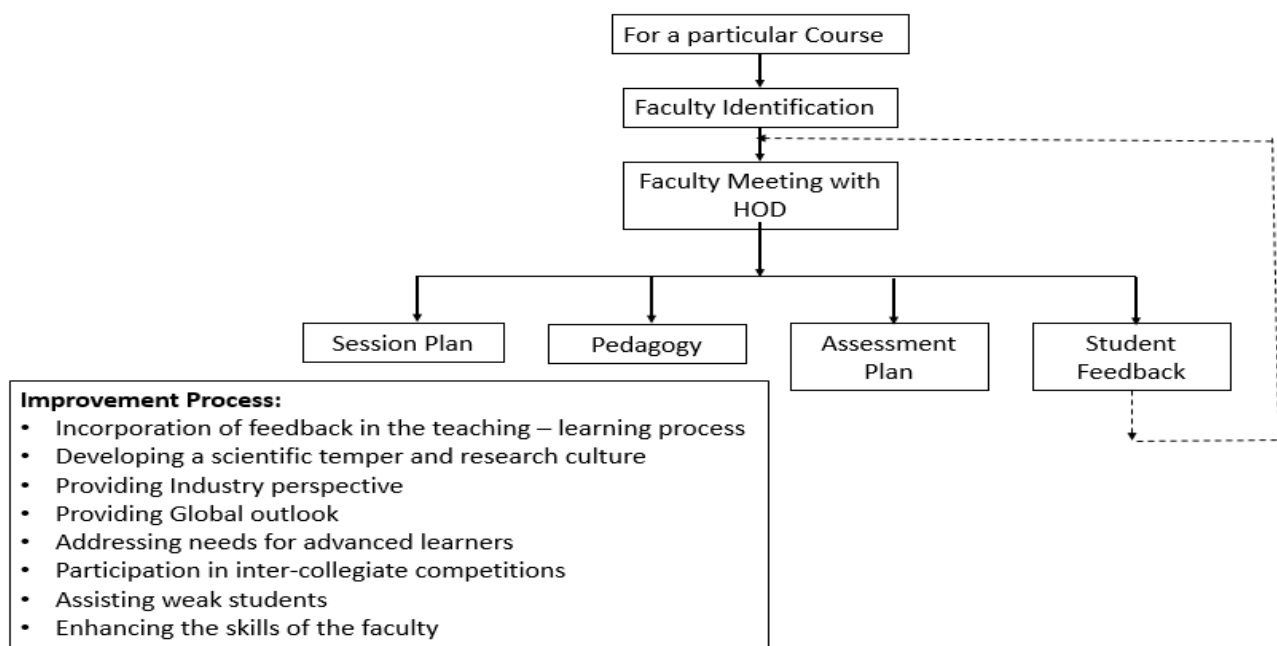 For a particular Course
Faculty Identification
Faculty Meeting with
HOD
Session Plan
Pedagogy
Assessment
Plan
Student
Feedback
Improvement Process:
• Incorporation of feedback in the teaching – learning process
• Developing a scientific temper and research culture
• Providing Industry perspective
• Providing Global outlook
• Addressing needs for advanced learners
• Participation in inter-collegiate competitions
• Assisting weak students
• Enhancing the skills of the faculty